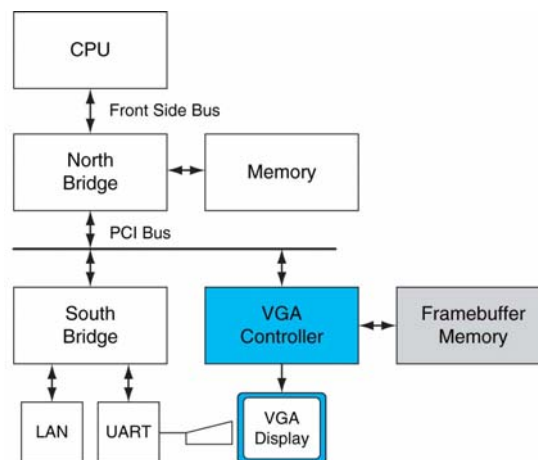 CPU
Front Side Bus
North
Bridge
Memory
PCI Bus
South
Bridge
VGA
Controller
Framebuffer
Memory
LAN
UART
VGA
Display